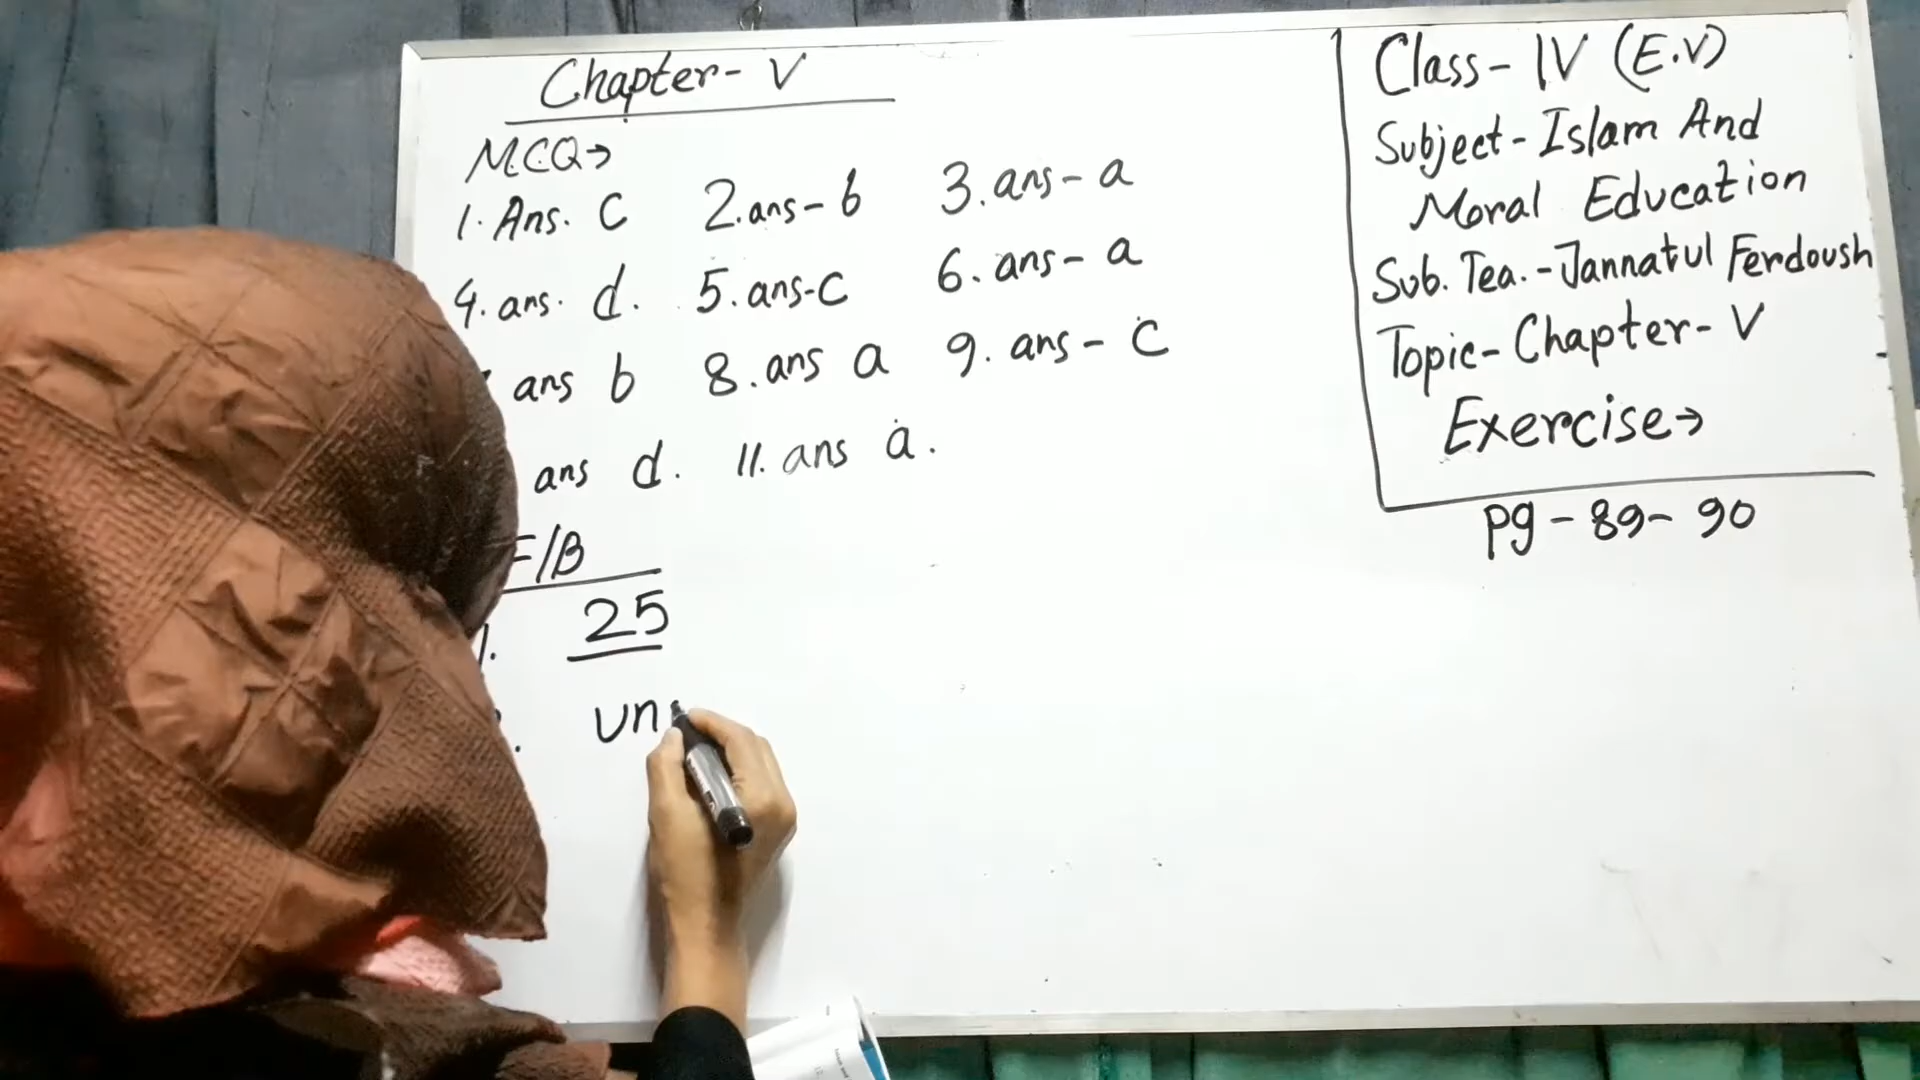 Chapter- V
MCQ→
1. Ans. C 2. ans- b 3. ans- a
4. ans. d. 5. ans-c 6. ans- a
ans b 8. ans a 9. ans- c
ans d. 11. ans a.
F/B
1. 25
un
Class- IV (E.V)
Subject- Islam And
Moral Education
Sub. Tea.-Jannatul Ferdoush
Topic- Chapter- V
Exercise→
pg - 89- 90